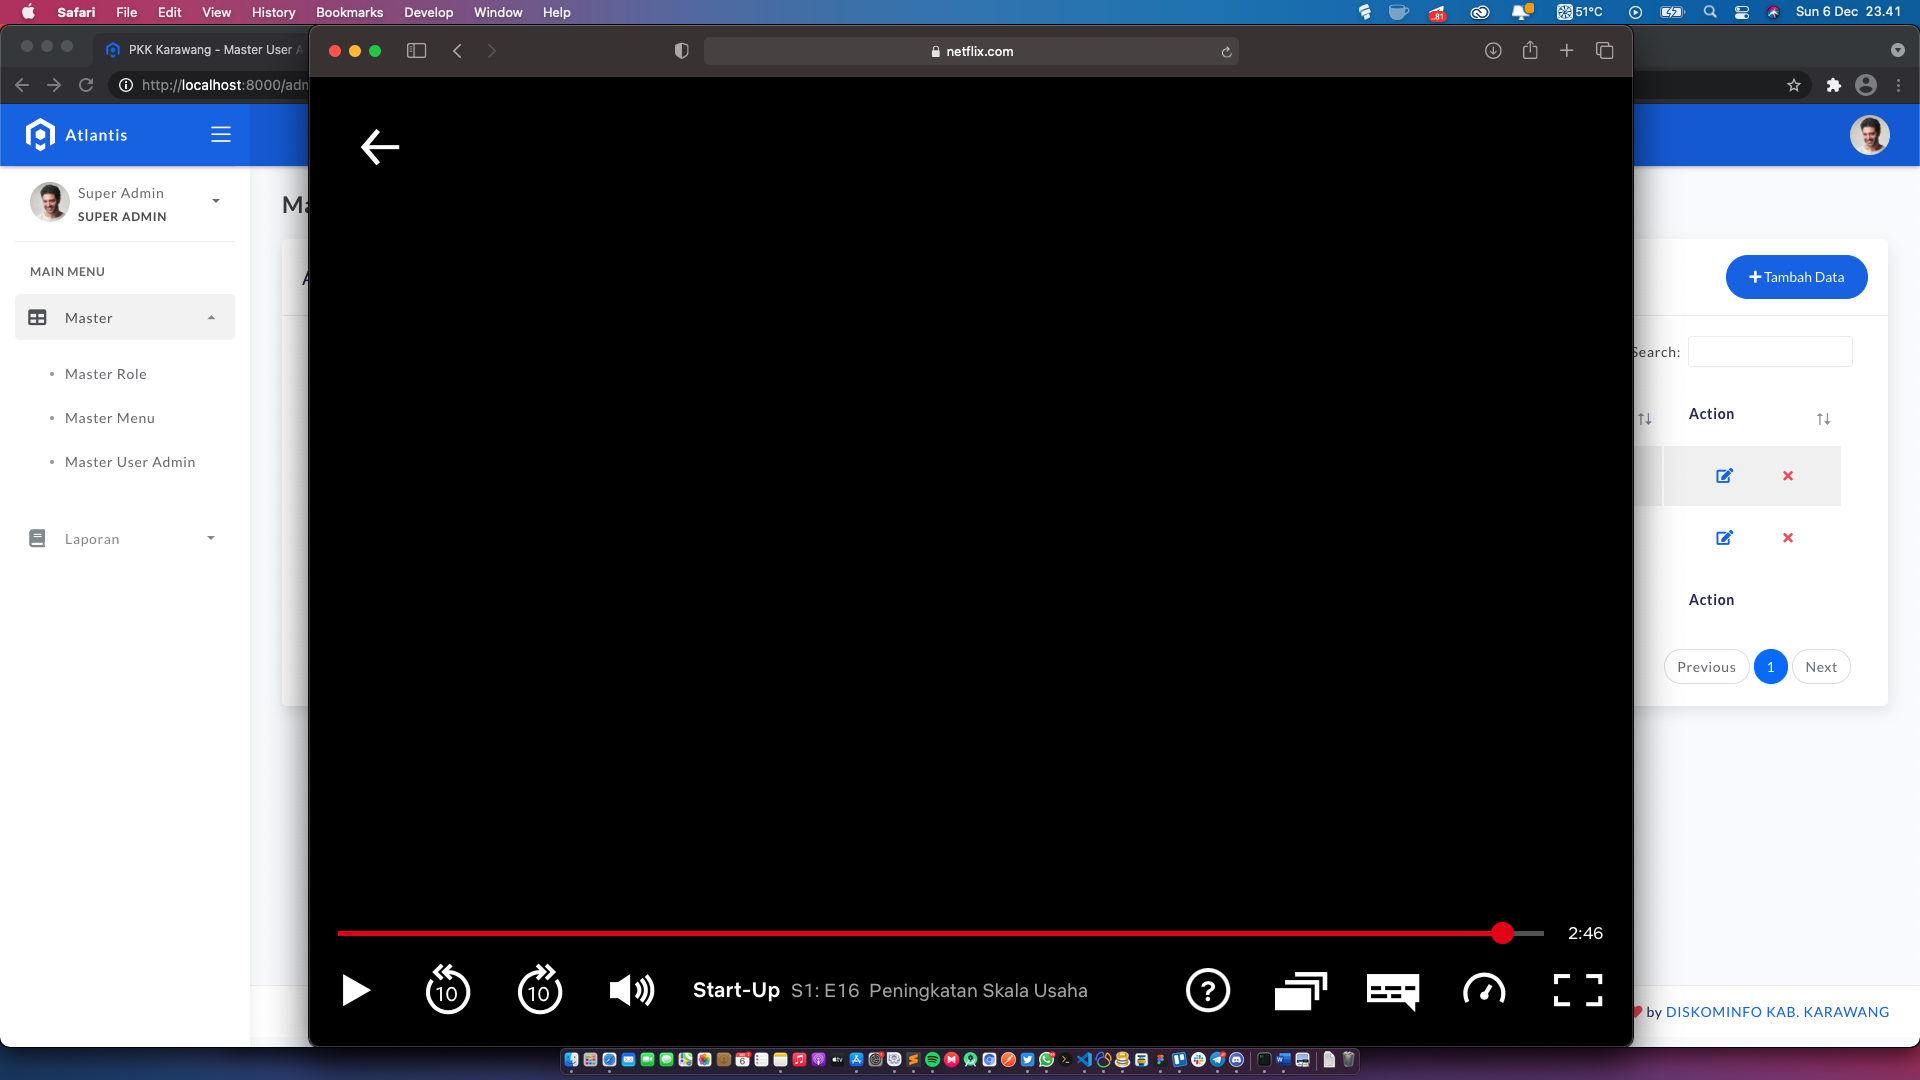 Safari File Edit View History Bookmarks Develop Window Help
51°C
Sun 6 Dec 23.41
PKK Karawang - Master User A
netflix.com
http://localhost:8000/adm
Atlantis
Super Admin
SUPER ADMIN
MAIN MENU
Master
Master Role
Master Menu
Master User Admin
Laporan
Ma
A
Tambah Data
Search:
Action
Action
Previous 1 Next
2:46
10
10
Start-Up S1: E16 Peningkatan Skala Usaha
?
by DISKOMINFO KAB. KARAWANG